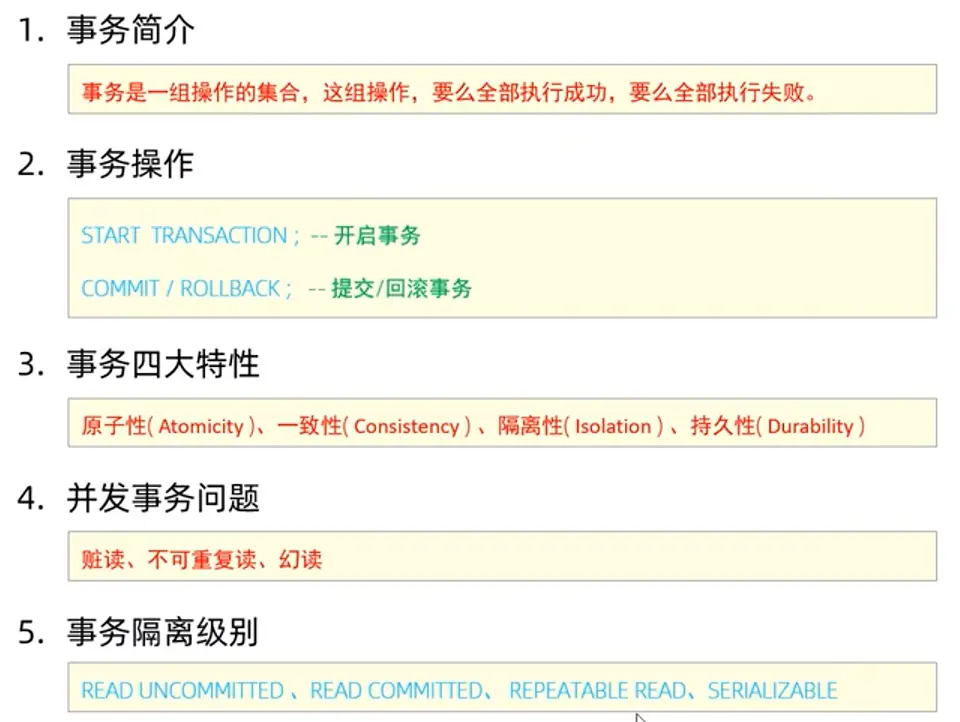 1. 事务简介
事务是一组操作的集合，这组操作，要么全部执行成功，要么全部执行失败。
2. 事务操作
START TRANSACTION ; -- 开启事务
COMMIT / ROLLBACK ; -- 提交/回滚事务
3. 事务四大特性
原子性( Atomicity )、一致性( Consistency ) 、隔离性( Isolation ) 、持久性( Durability )
4. 并发事务问题
脏读、不可重复读、幻读
5. 事务隔离级别
READ UNCOMMITTED 、READ COMMITTED、 REPEATABLE READ、SERIALIZABLE